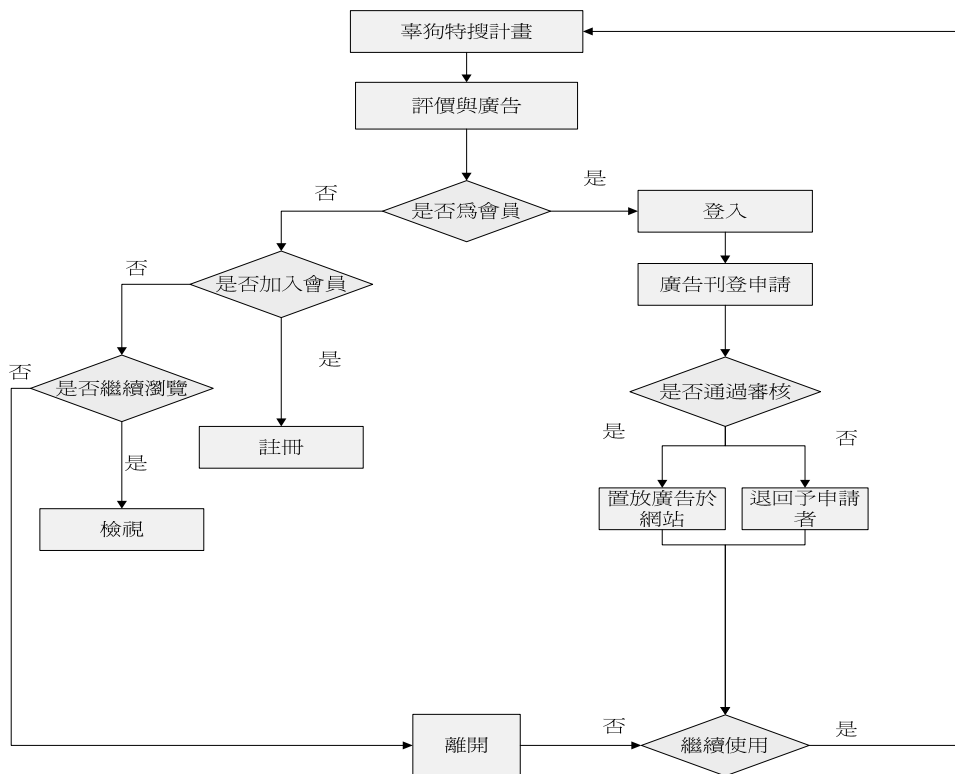 辜狗特搜計畫
評價與廣告
否
是
是否為會員
登入
否
是否加入會員
廣告刊登申請
否
是
是否繼續瀏覽
是否通過審核
是
註冊
是
否
檢視
置放廣告於
網站
退回予申請
者
離開
否
繼續使用
是